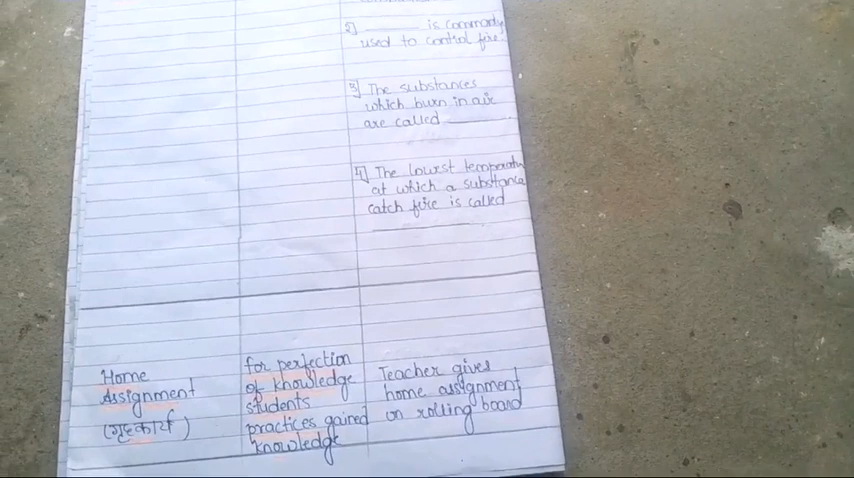 2] ______ is commonly
used to control fire.
3] The substances
which burn in air
are called ______
4] The lowest temperature
at which a substance
catch fire is called
______
Home
Assignment
(गृहकार्य)
for perfection
of knowledge
students
practices gained
knowledge
Teacher gives
home assignment
on rolling board